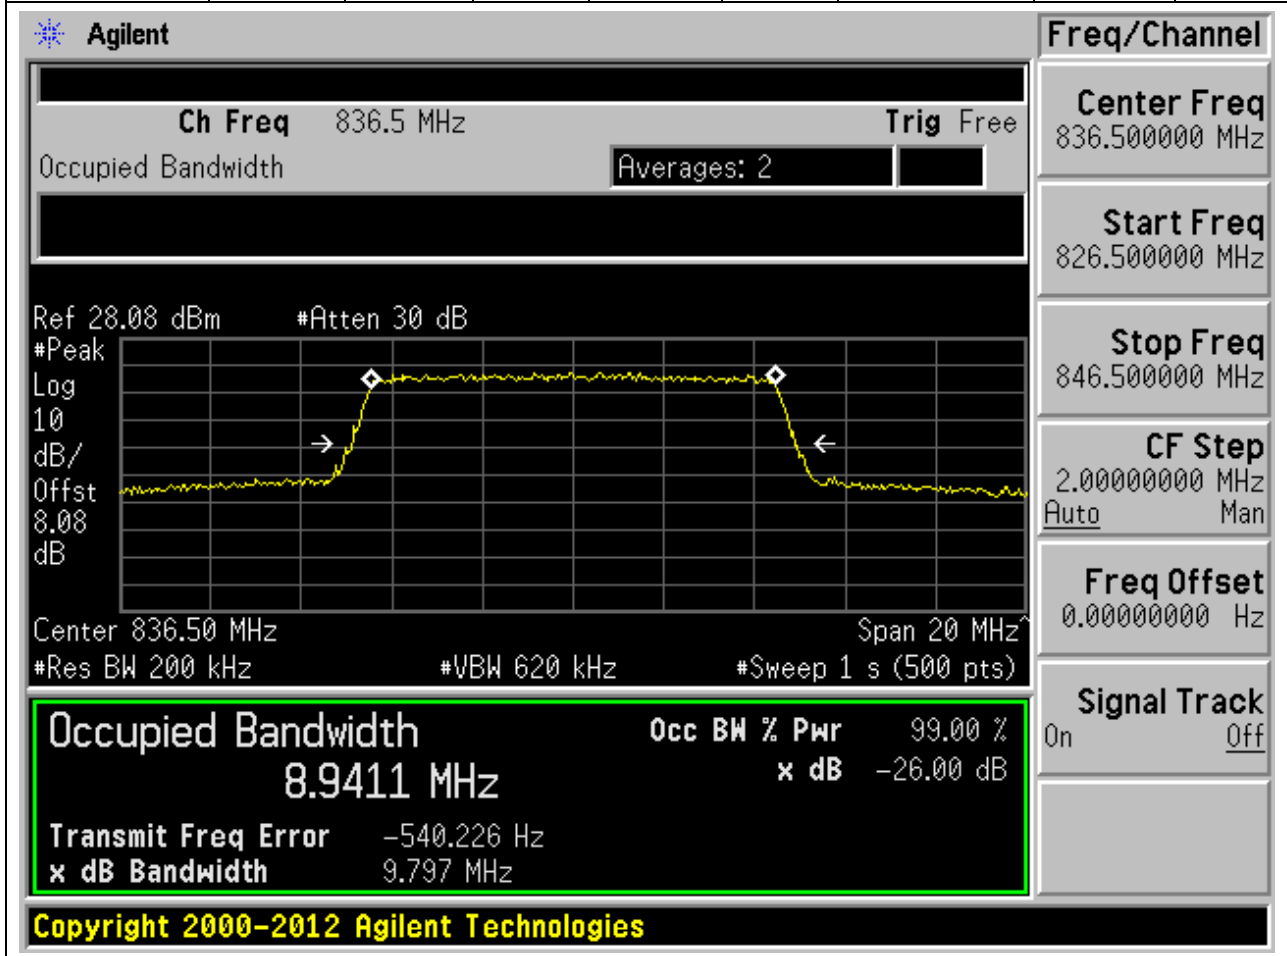 Agilent
Freq/Channel
Ch Freq 836.5 MHz Trig Free
Occupied Bandwidth Averages: 2
Center Freq
836.500000 MHz
Start Freq
826.500000 MHz
Stop Freq
846.500000 MHz
CF Step
2.00000000 MHz
Auto Man
Freq Offset
0.00000000 Hz
Signal Track
On Off
Ref 28.08 dBm #Atten 30 dB
#Peak
Log
10
dB/
Offst
8.08
dB
Center 836.50 MHz Span 20 MHz^
#Res BW 200 kHz #VBW 620 kHz #Sweep 1 s (500 pts)
Occupied Bandwidth
8.9411 MHz
Occ BW % Pwr 99.00 %
x dB -26.00 dB
Transmit Freq Error -540.226 Hz
x dB Bandwidth 9.797 MHz
Copyright 2000-2012 Agilent Technologies